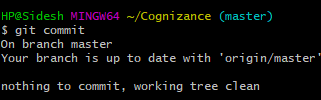 HP@Sidesh MINGW64 ~/Cognizance (master)
$ git commit
On branch master
Your branch is up to date with 'origin/master'
nothing to commit, working tree clean